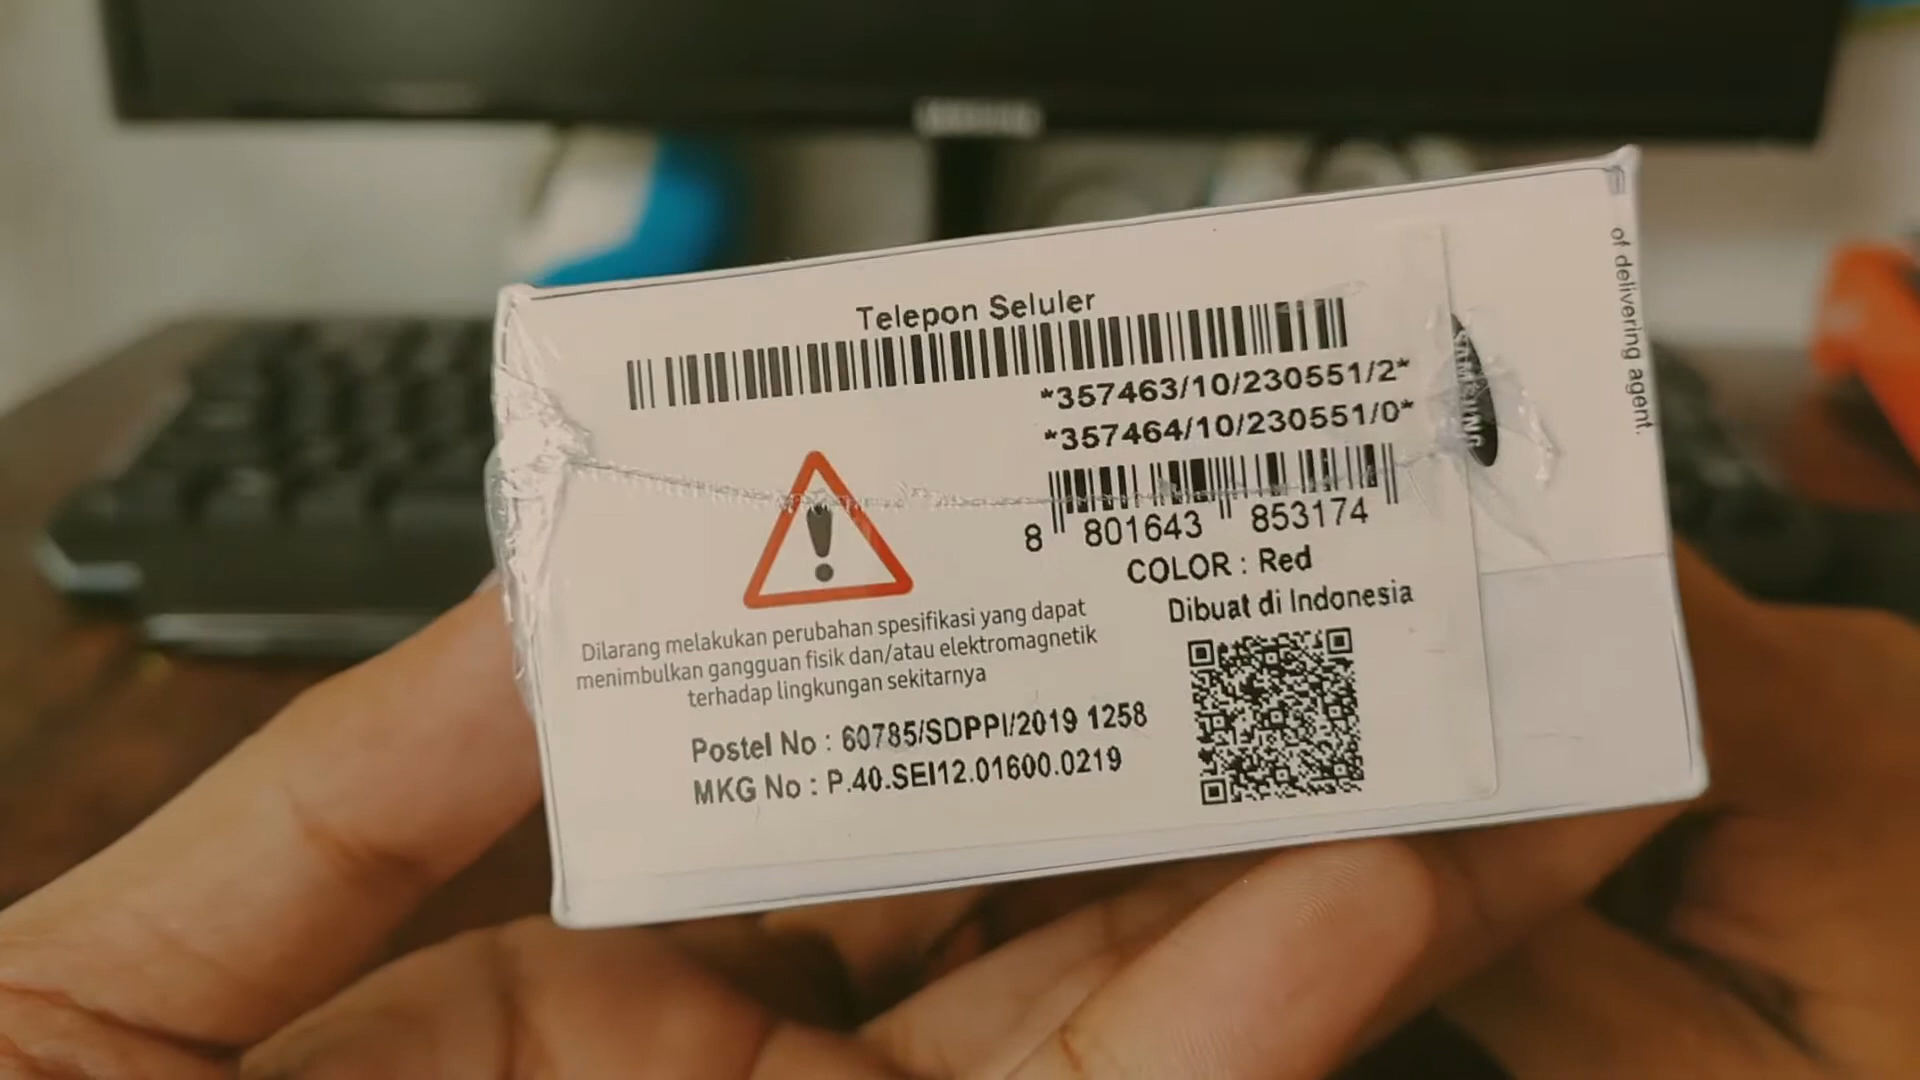 Telepon Seluler
*357463/10/230551/2*
*357464/10/230551/0*
8 801643 853174
COLOR : Red
Dibuat di Indonesia
Dilarang melakukan perubahan spesifikasi yang dapat
menimbulkan gangguan fisik dan/atau elektromagnetik
terhadap lingkungan sekitarnya
Postel No : 60785/SDPPI/2019 1258
MKG No : P.40.SEI12.01600.0219
SAMSUNG
of delivering agent.
SAMSUNG